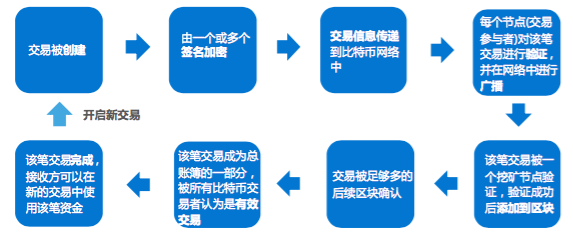 交易被创建
由一个或多个
签名加密
交易信息传递
到比特币网络
中
每个节点(交易
参与者)对该笔
交易进行验证，
并在网络中进行
广播
开启新交易
该笔交易被一
个挖矿节点验
证，验证成功
后添加到区块
交易被足够多的
后续区块确认
该笔交易成为总
账簿的一部分，
被所有比特币交
易者认为是有效
交易
该笔交易完成，
接收方可以在
新的交易中使
用该笔资金